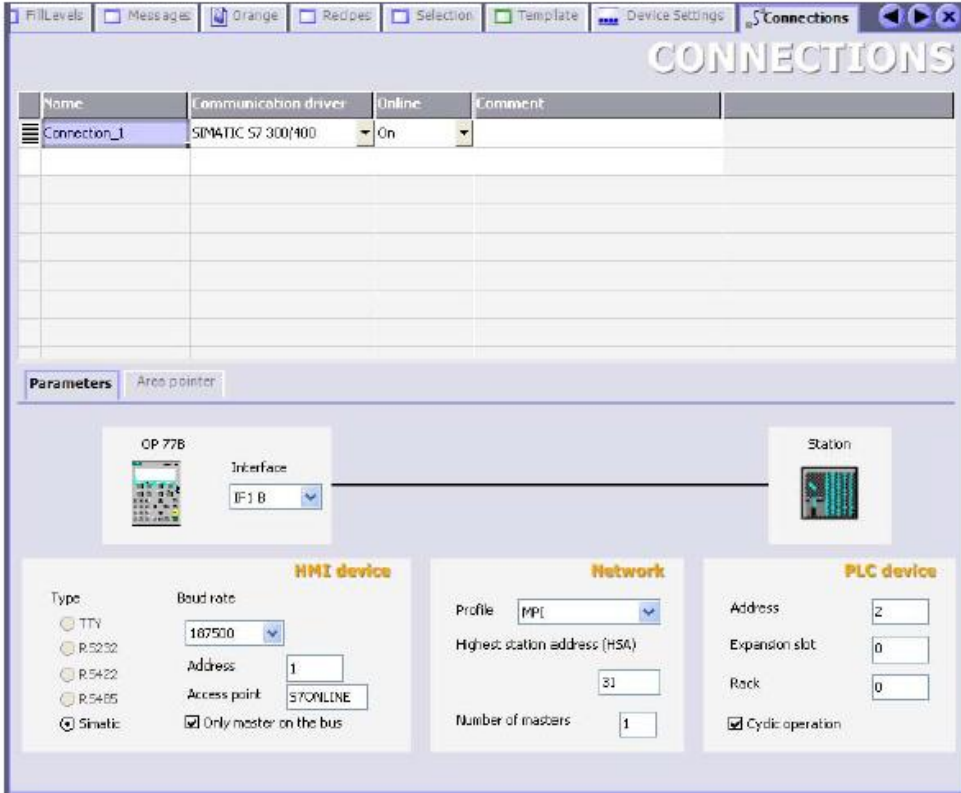 FillLevels Messages Orange Recipes Selection Template Device Settings Connections
CONNECTIONS
Name Communication driver Online Comment
Connection_1 SIMATIC S7 300/400 On
Parameters Area pointer
OP 77B Station
Interface
IF1 B
HMI device Network PLC device
Type Baud rate
TTY 187500 Profile MPI Address 2
RS232 Highest station address (HSA) Expansion slot 0
RS422 Address 1 31 Rack 0
RS485 Access point S7ONLINE
Simatic Only master on the bus Number of masters 1 Cyclic operation